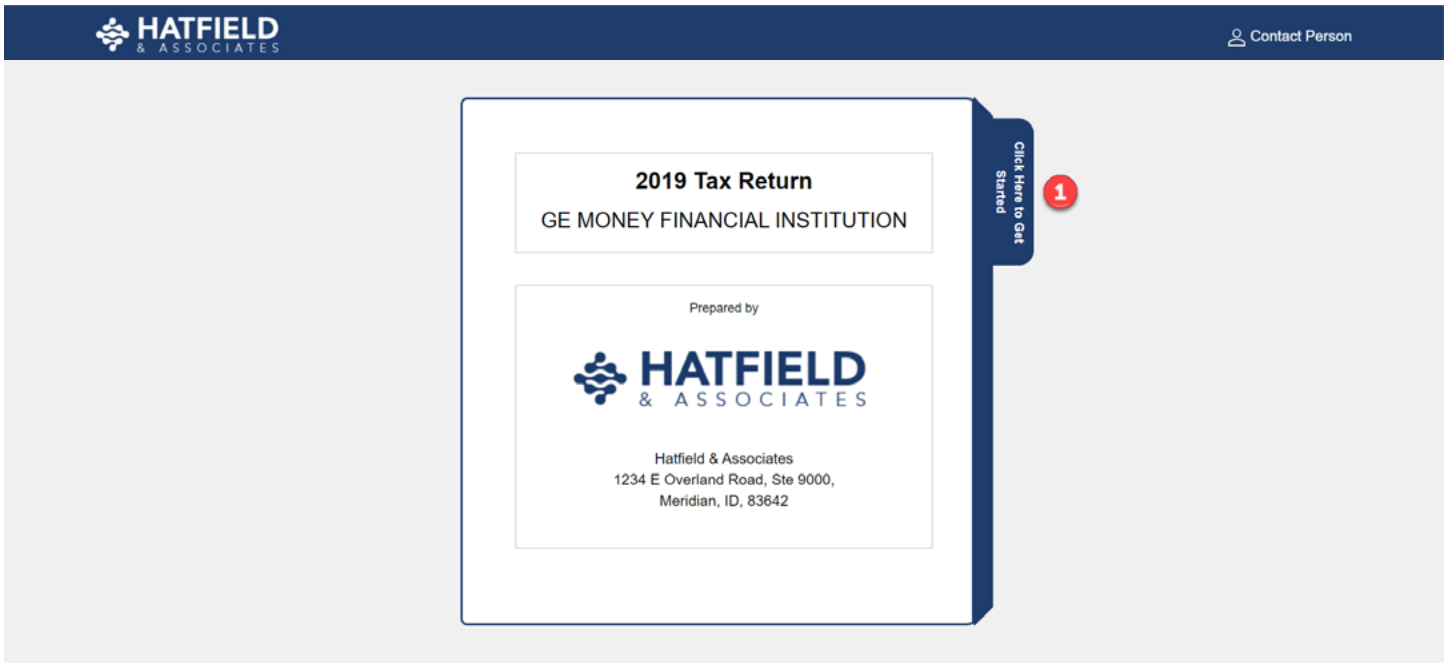 HATFIELD
& ASSOCIATES
Contact Person
2019 Tax Return
GE MONEY FINANCIAL INSTITUTION
Click Here to Get
Started
1
Prepared by
HATFIELD
& ASSOCIATES
Hatfield & Associates
1234 E Overland Road, Ste 9000,
Meridian, ID, 83642